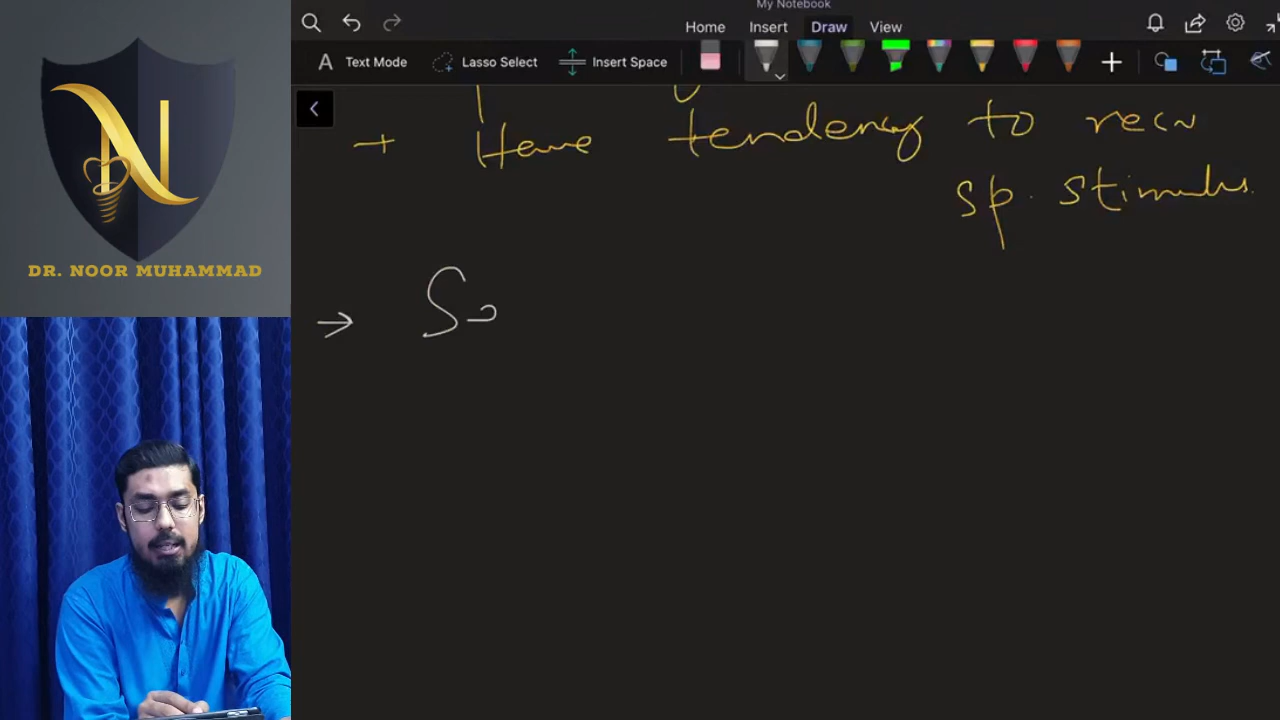 My Notebook
Home Insert Draw View
A Text Mode Lasso Select Insert Space
N
DR. NOOR MUHAMMAD
+ Have tendency to recu
sp. stimulus.
→